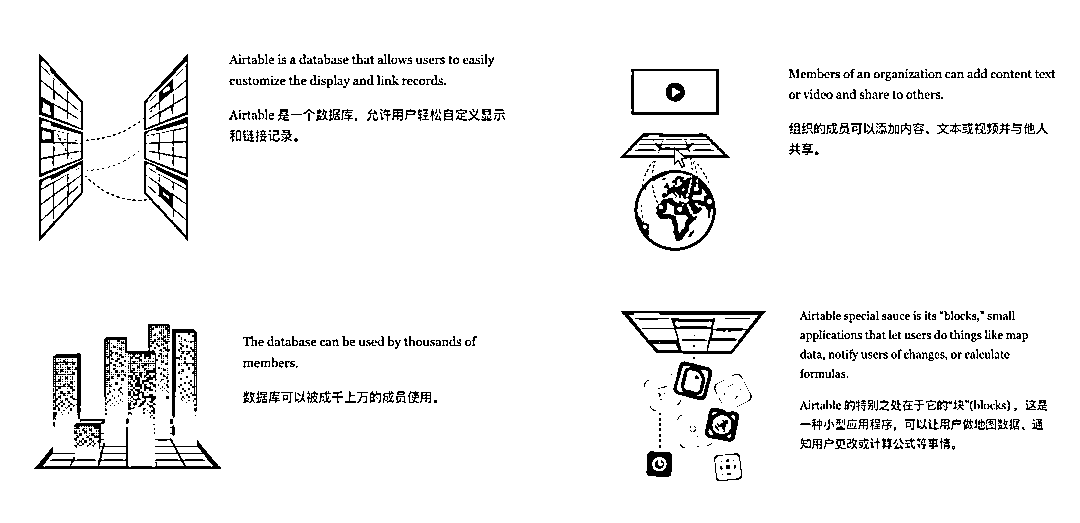 Airtable is a database that allows users to easily
customize the display and link records.
Airtable 是一个数据库，允许用户轻松自定义显示
和链接记录。
Members of an organization can add content text
or video and share to others.
组织的成员可以添加内容、文本或视频并与他人
共享。
The database can be used by thousands of
members.
数据库可以被成千上万的成员使用。
Airtable special sauce is its "blocks," small
applications that let users do things like map
data, notify users of changes, or calculate
formulas.
Airtable 的特别之处在于它的“块”(blocks)，这是
一种小型应用程序，可以让用户做地图数据、通
知用户更改或计算公式等事情。